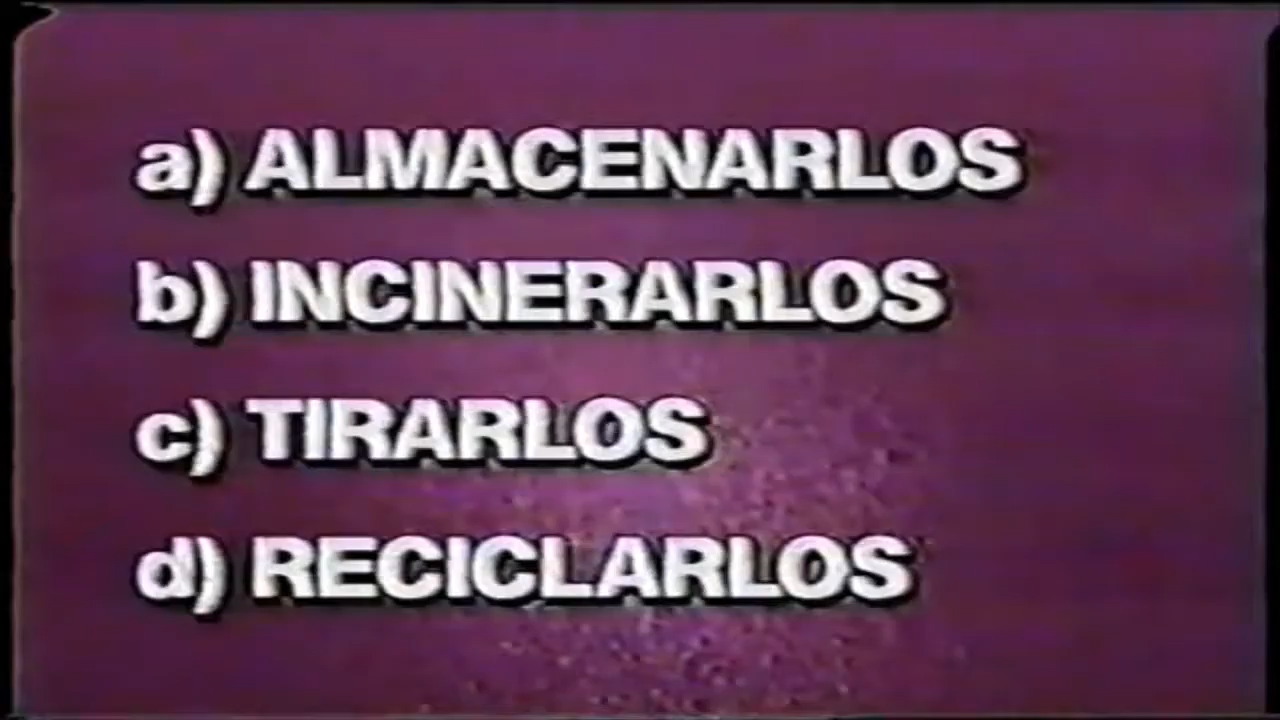 a) ALMACENARLOS
b) INCINERARLOS
c) TIRARLOS
d) RECICLARLOS